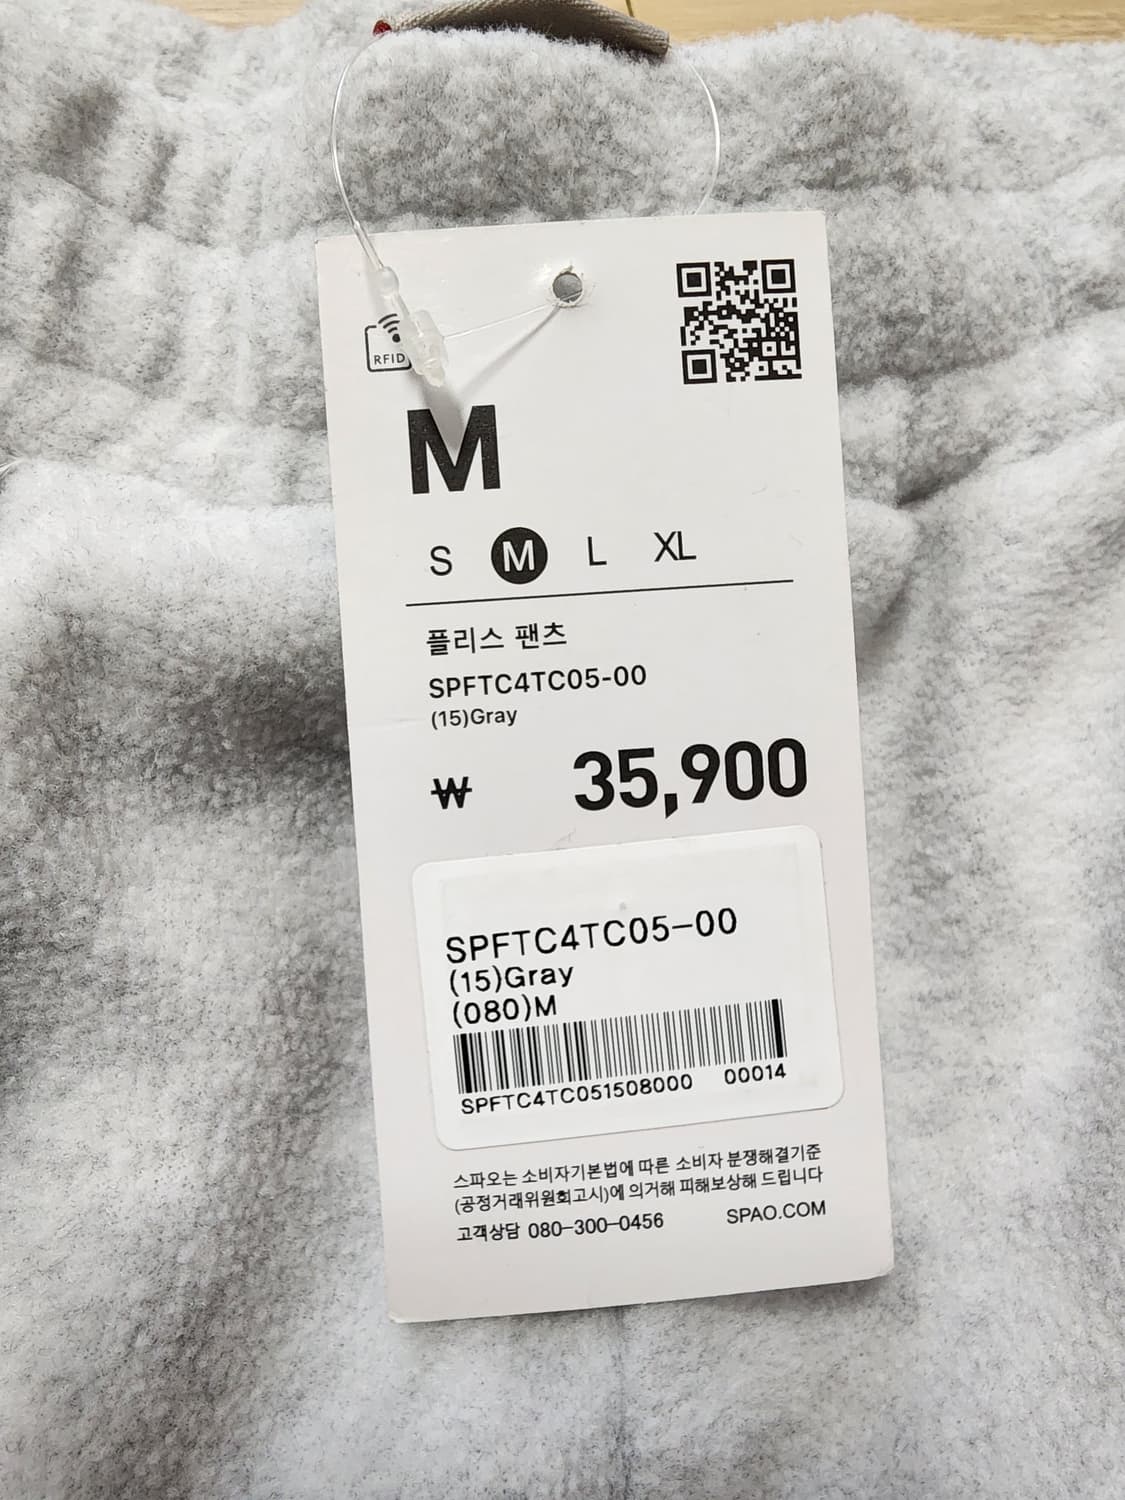 RFID
M
S M L XL
플리스 팬츠
SPFTC4TC05-00
(15)Gray
₩ 35,900
SPFTC4TC05-00
(15)Gray
(080)M
SPFTC4TC051508000 00014
스파오는 소비자기본법에 따른 소비자 분쟁해결기준
(공정거래위원회고시)에 의거해 피해보상해 드립니다
고객상담 080-300-0456 SPAO.COM